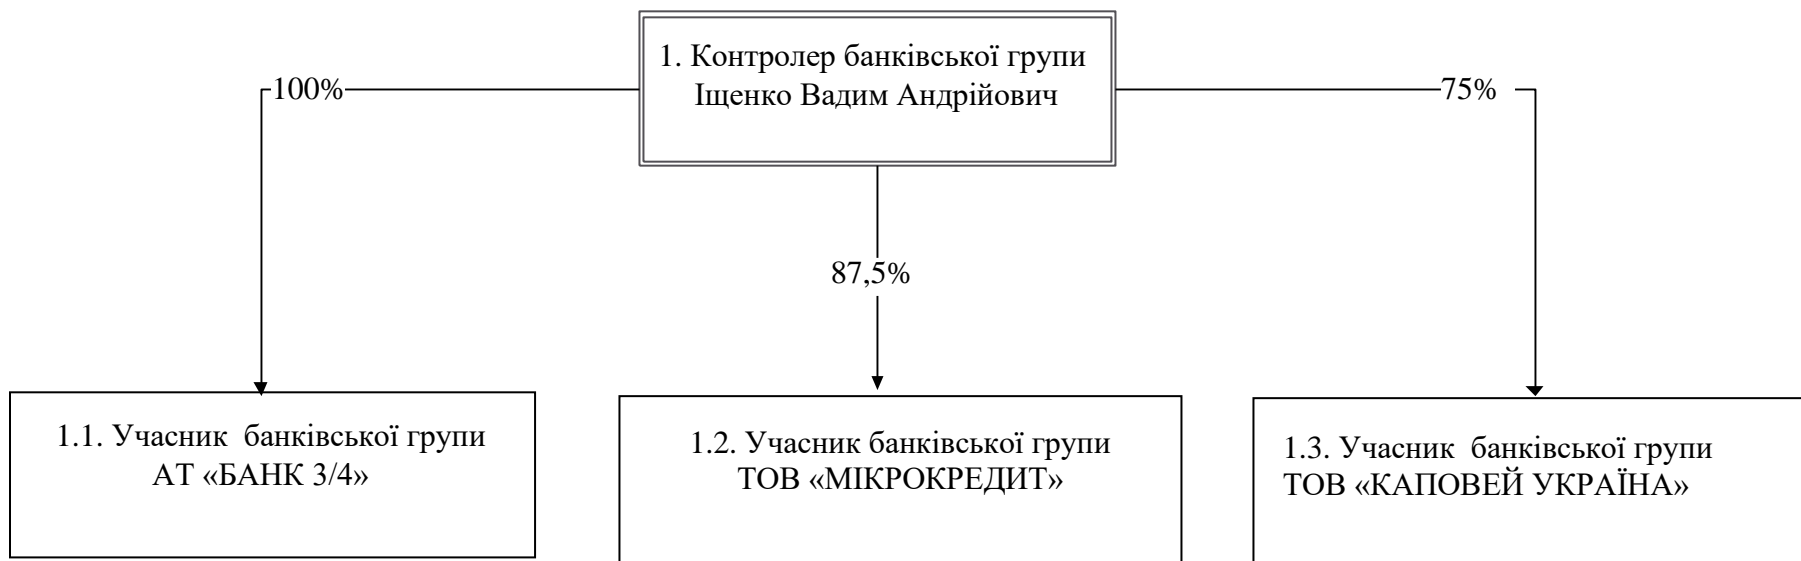 1. Контролер банківської групи
Іщенко Вадим Андрійович
100%
75%
87,5%
1.1. Учасник банківської групи
АТ «БАНК 3/4»
1.2. Учасник банківської групи
ТОВ «МІКРОКРЕДИТ»
1.3. Учасник банківської групи
ТОВ «КАПОВЕЙ УКРАЇНА»